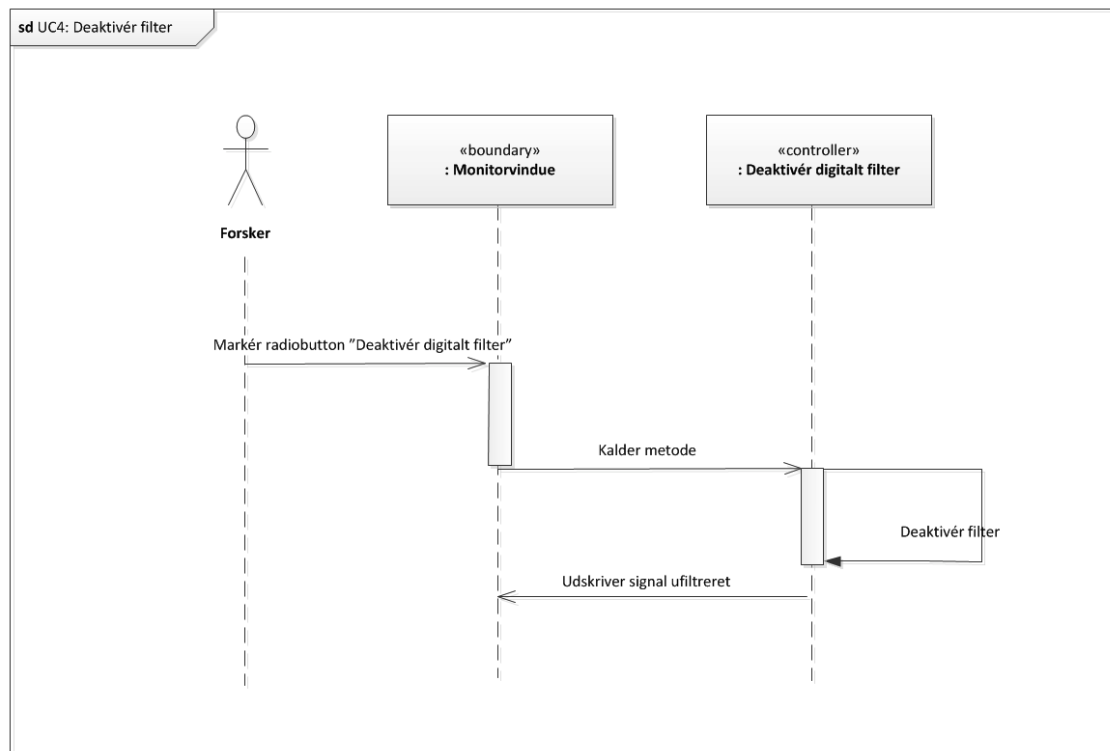 sd UC4: Deaktivér filter
«boundary»
: Monitorvindue
«controller»
: Deaktivér digitalt filter
Forsker
Markér radiobutton ”Deaktivér digitalt filter”
Kalder metode
Deaktivér filter
Udskriver signal ufiltreret